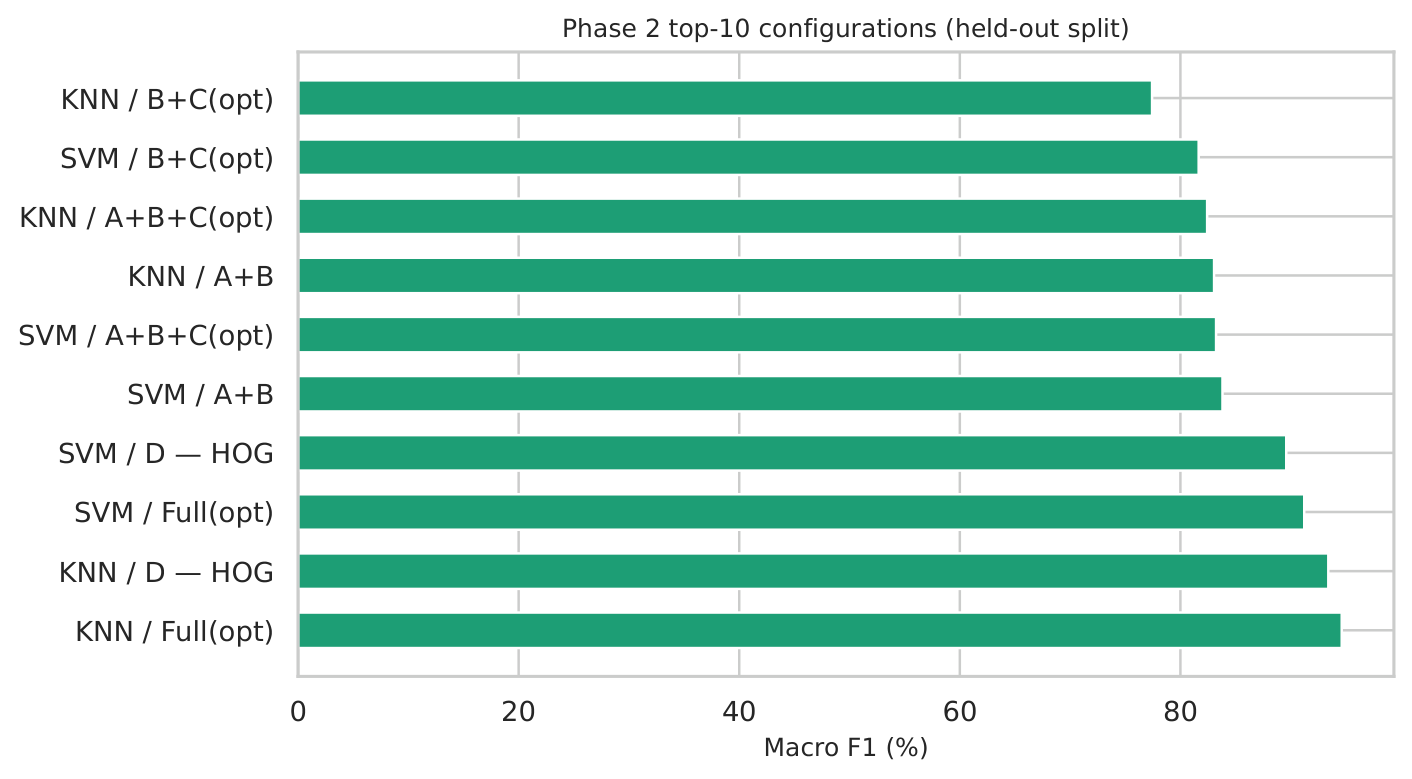 Phase 2 top-10 configurations (held-out split)
KNN / B+C(opt)
SVM / B+C(opt)
KNN / A+B+C(opt)
KNN / A+B
SVM / A+B+C(opt)
SVM / A+B
SVM / D — HOG
SVM / Full(opt)
KNN / D — HOG
KNN / Full(opt)
0 20 40 60 80
Macro F1 (%)